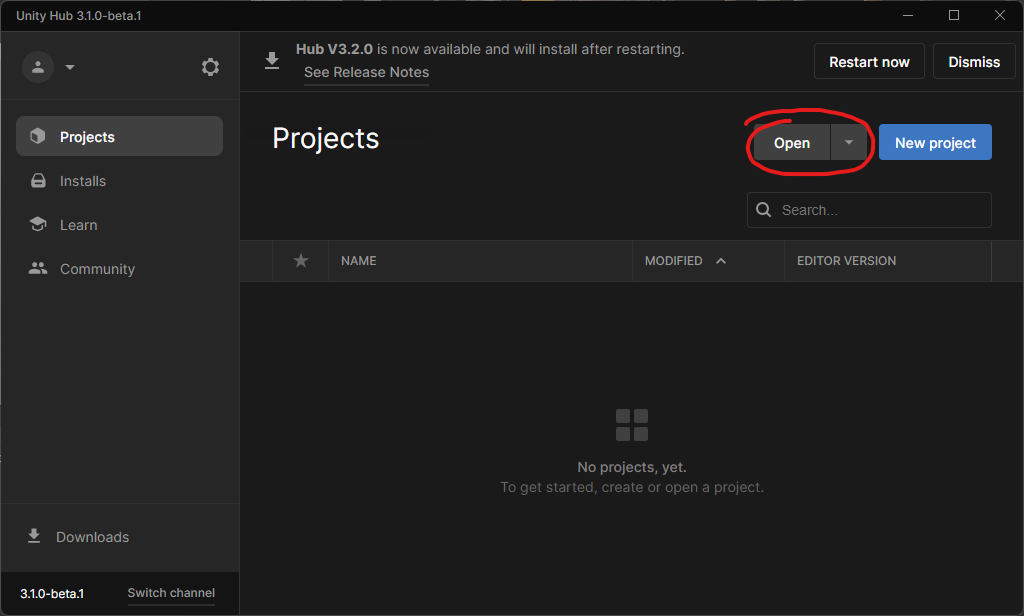 Unity Hub 3.1.0-beta.1
Hub V3.2.0 is now available and will install after restarting.
See Release Notes
Restart now
Dismiss
Projects
Installs
Learn
Community
Downloads
3.1.0-beta.1
Switch channel
Projects
Open
New project
Search...
NAME
MODIFIED
EDITOR VERSION
No projects, yet.
To get started, create or open a project.